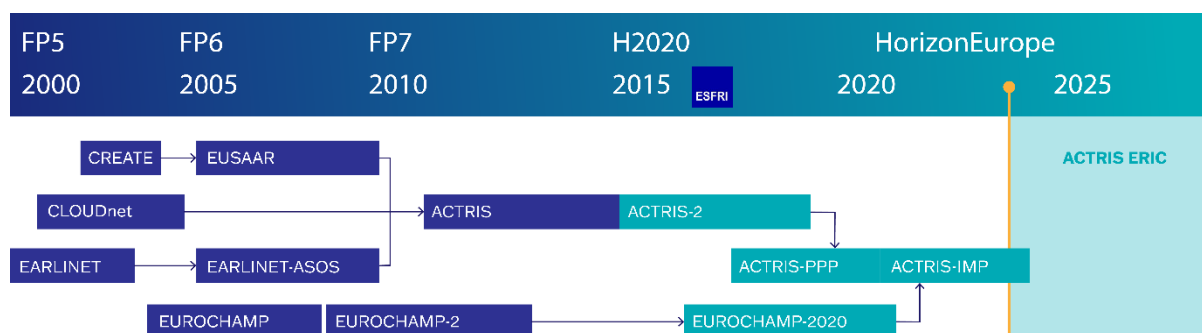 FP5 FP6 FP7 H2020 HorizonEurope
2000 2005 2010 2015 ESFRI 2020 2025
CREATE EUSAAR ACTRIS ERIC
CLOUDnet ACTRIS ACTRIS-2
EARLINET EARLINET-ASOS ACTRIS-PPP ACTRIS-IMP
EUROCHAMP EUROCHAMP-2 EUROCHAMP-2020